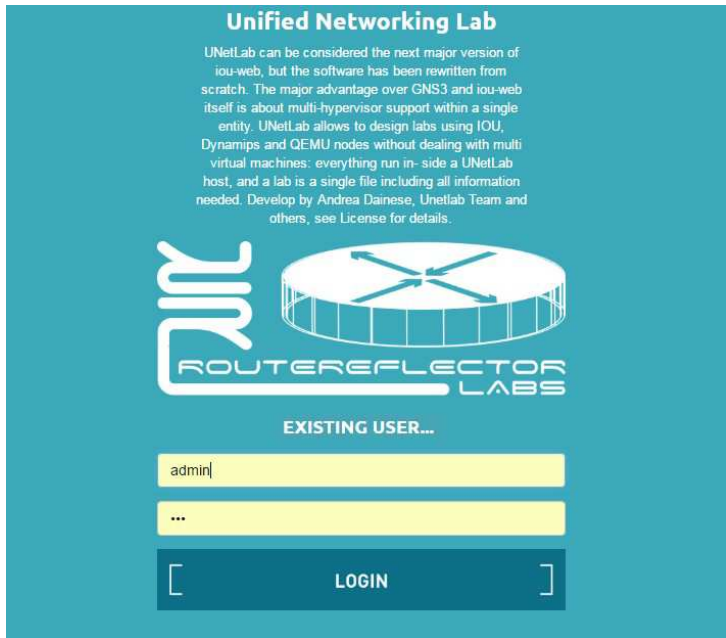 Unified Networking Lab
UNetLab can be considered the next major version of
iou-web, but the software has been rewritten from
scratch. The major advantage over GNS3 and iou-web
itself is about multi-hypervisor support within a single
entity. UNetLab allows to design labs using IOU,
Dynamips and QEMU nodes without dealing with multi
virtual machines: everything run in- side a UNetLab
host, and a lab is a single file including all information
needed. Develop by Andrea Dainese, Unetlab Team and
others, see License for details.
ROUTEREFLECTOR
LABS
EXISTING USER...
admin
•••
LOGIN